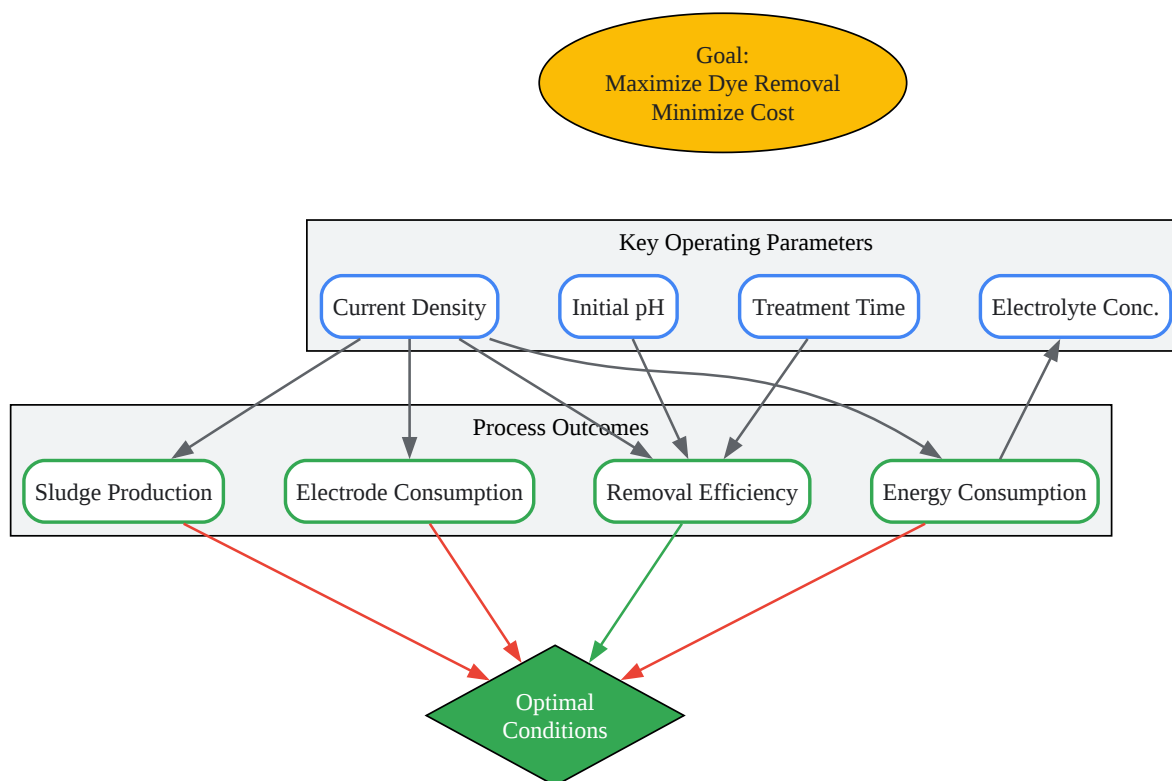 Goal:
Maximize Dye Removal
Minimize Cost
Key Operating Parameters
Current Density
Initial pH
Treatment Time
Electrolyte Conc.
Process Outcomes
Sludge Production
Electrode Consumption
Removal Efficiency
Energy Consumption
Optimal
Conditions